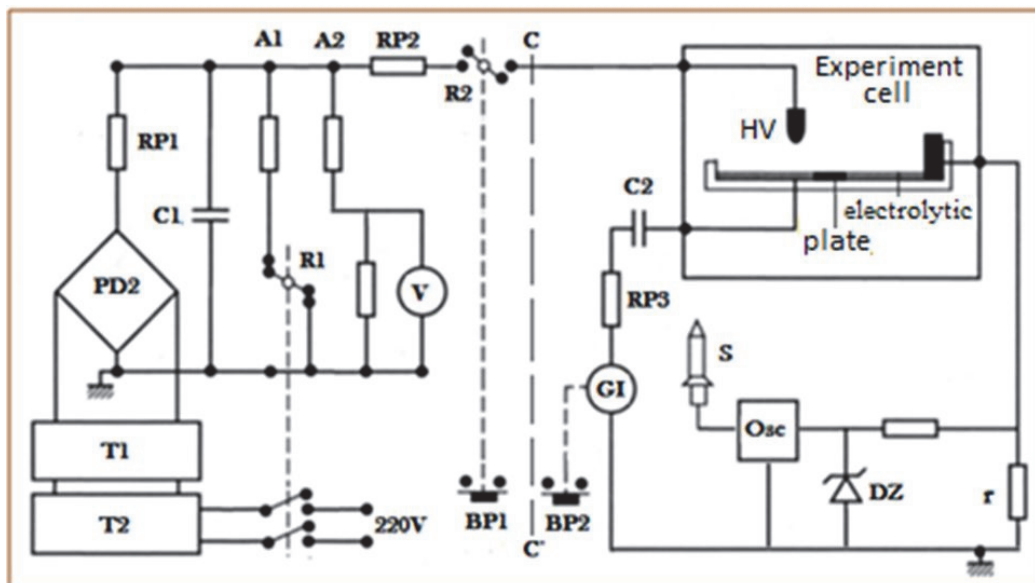 A1
A2
RP2
C
R2
Experiment
cell
HV
RP1
C1
C2
electrolytic
plate
R1
PD2
V
RP3
S
GI
Osc
T1
DZ
r
T2
220V
BP1
BP2
C'